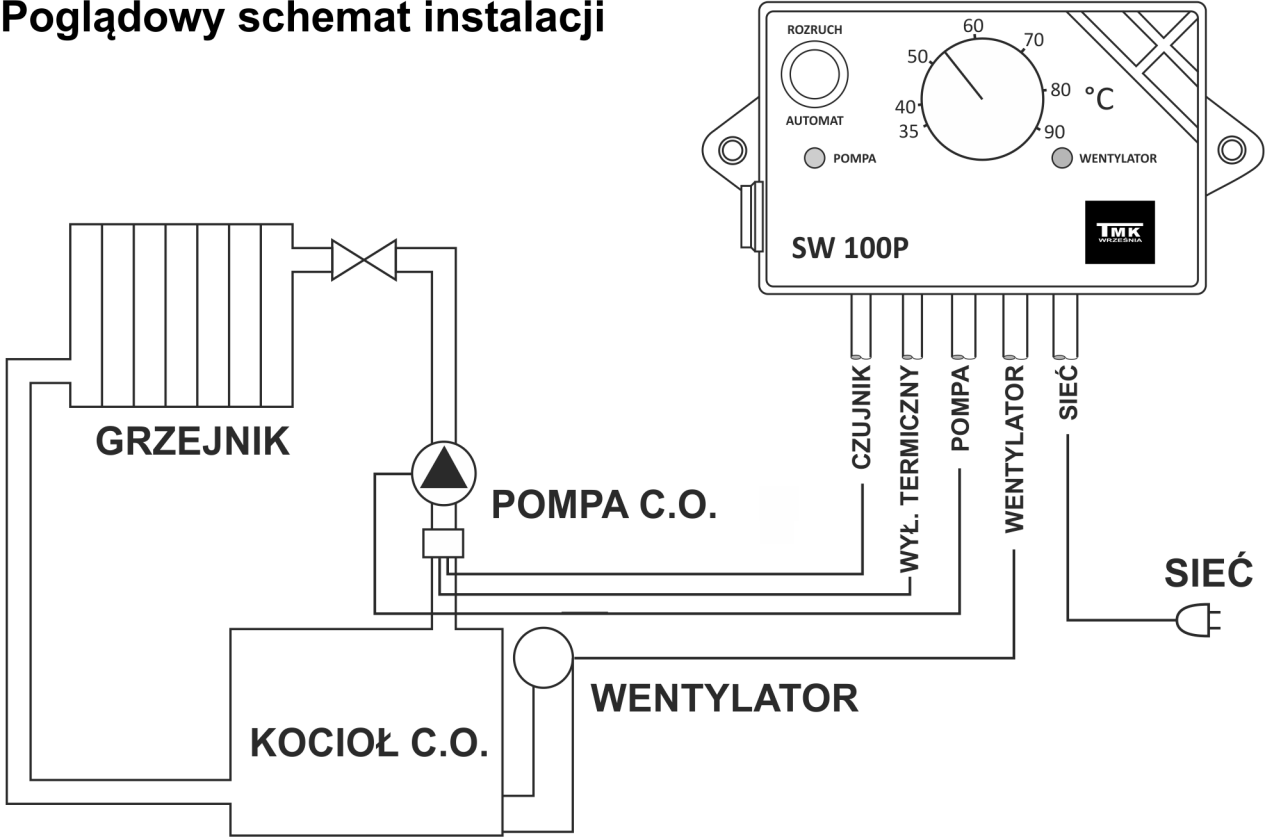 Poglądowy schemat instalacji
ROZRUCH
AUTOMAT
POMPA
35
40
50
60
70
80
90
°C
WENTYLATOR
SW 100P
TMK
WRZEŚNIA
CZUJNIK
WYŁ. TERMICZNY
POMPA
WENTYLATOR
SIEĆ
GRZEJNIK
POMPA C.O.
SIEĆ
WENTYLATOR
KOCIOŁ C.O.